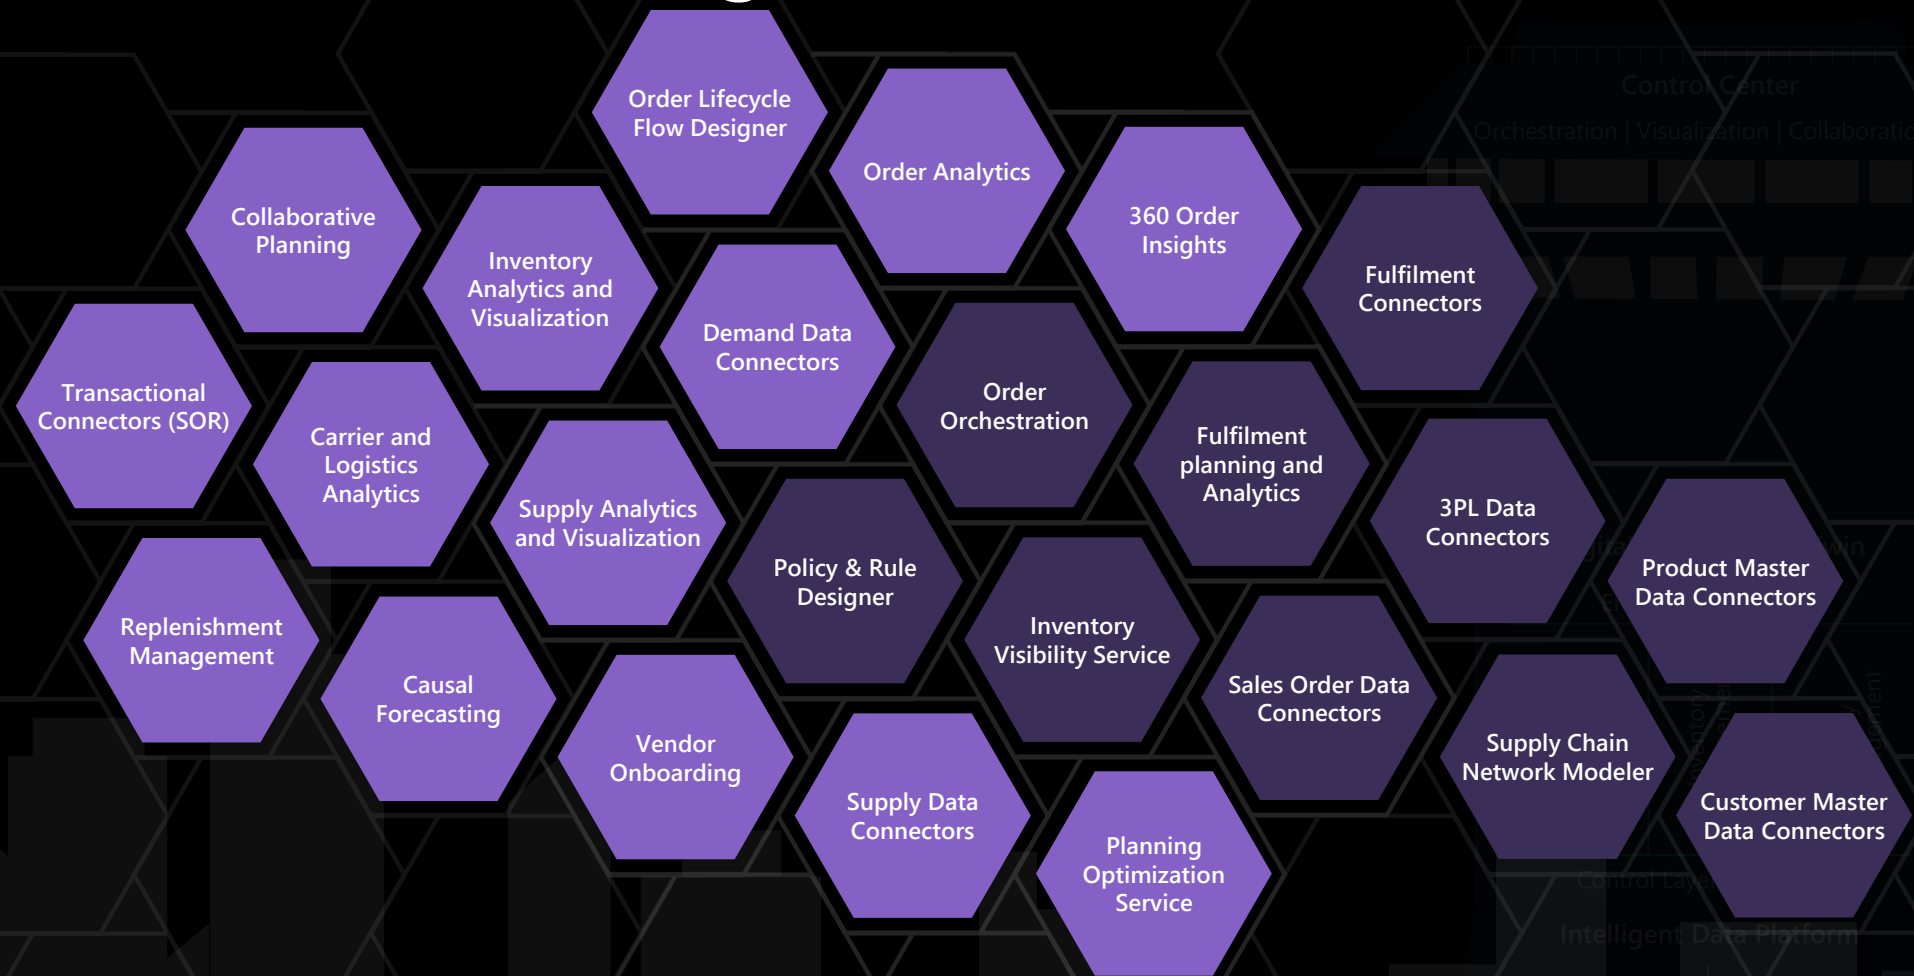 Order Lifecycle
Flow Designer
Order Analytics
Collaborative
Planning
360 Order
Insights
Inventory
Analytics and
Visualization
Fulfilment
Connectors
Demand Data
Connectors
Transactional
Connectors (SOR)
Order
Orchestration
Carrier and
Logistics
Analytics
Fulfilment
planning and
Analytics
Supply Analytics
and Visualization
3PL Data
Connectors
Policy & Rule
Designer
Product Master
Data Connectors
Replenishment
Management
Inventory
Visibility Service
Causal
Forecasting
Sales Order Data
Connectors
Vendor
Onboarding
Supply Chain
Network Modeler
Supply Data
Connectors
Customer Master
Data Connectors
Planning
Optimization
Service
Control Center
Orchestration | Visualization | Collaboratio
Control Layer
Intelligent Data Platform